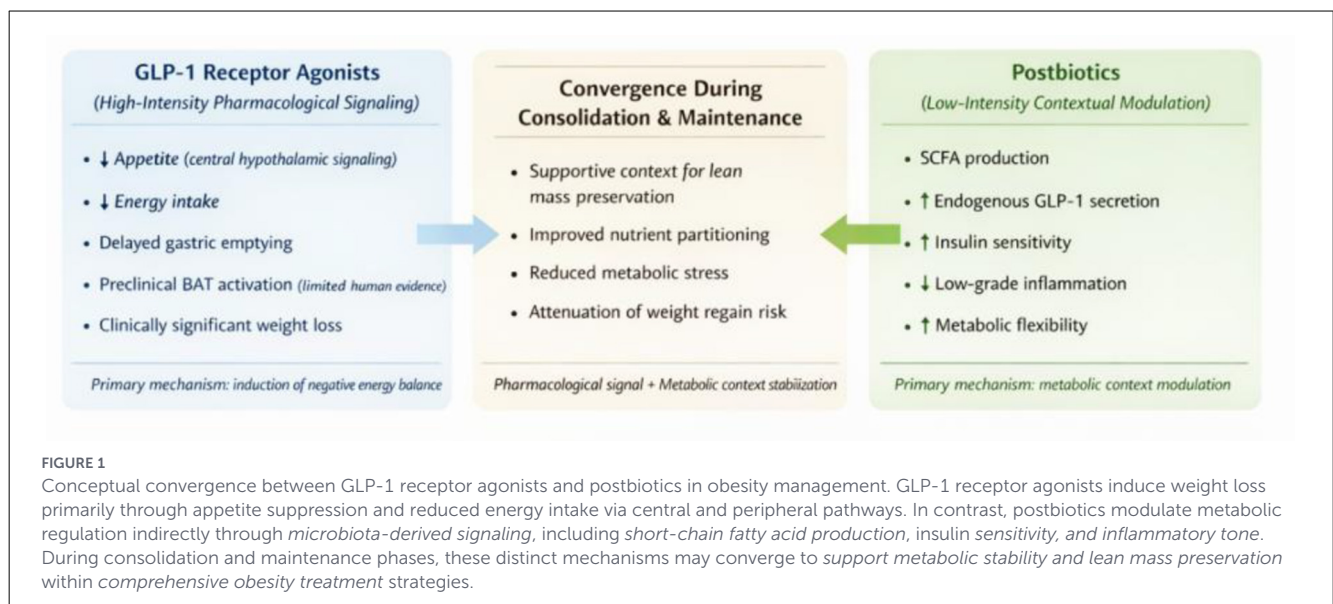 GLP-1 Receptor Agonists
(High-Intensity Pharmacological Signaling)
• ↓ Appetite (central hypothalamic signaling)
• ↓ Energy intake
• Delayed gastric emptying
• Preclinical BAT activation (limited human evidence)
• Clinically significant weight loss
Primary mechanism: induction of negative energy balance
Convergence During
Consolidation & Maintenance
• Supportive context for lean
mass preservation
• Improved nutrient partitioning
• Reduced metabolic stress
• Attenuation of weight regain risk
Pharmacological signal + Metabolic context stabilization
Postbiotics
(Low-Intensity Contextual Modulation)
• SCFA production
• ↑ Endogenous GLP-1 secretion
• ↑ Insulin sensitivity
• ↓ Low-grade inflammation
• ↑ Metabolic flexibility
Primary mechanism: metabolic context modulation
FIGURE 1
Conceptual convergence between GLP-1 receptor agonists and postbiotics in obesity management. GLP-1 receptor agonists induce weight loss
primarily through appetite suppression and reduced energy intake via central and peripheral pathways. In contrast, postbiotics modulate metabolic
regulation indirectly through microbiota-derived signaling, including short-chain fatty acid production, insulin sensitivity, and inflammatory tone.
During consolidation and maintenance phases, these distinct mechanisms may converge to support metabolic stability and lean mass preservation
within comprehensive obesity treatment strategies.